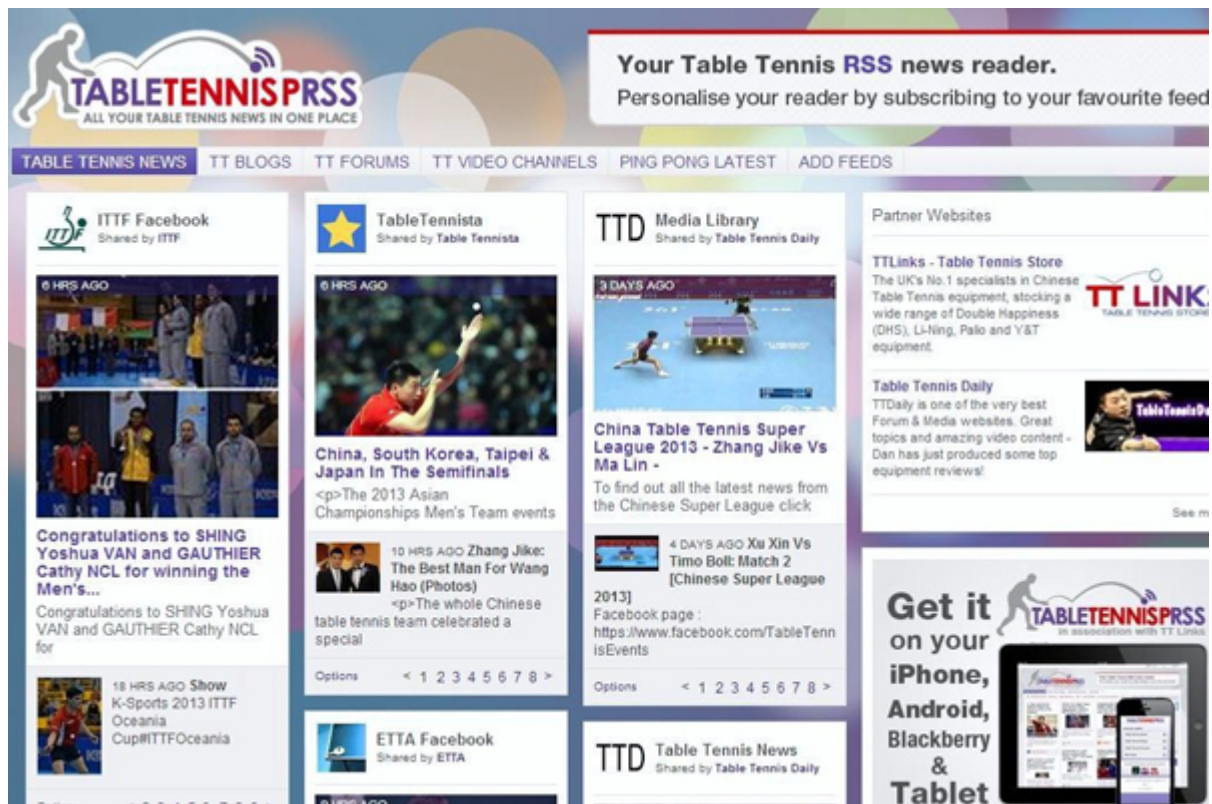 TABLETENNISPRSS
ALL YOUR TABLE TENNIS NEWS IN ONE PLACE
Your Table Tennis RSS news reader.
Personalise your reader by subscribing to your favourite feed
TABLE TENNIS NEWS TT BLOGS TT FORUMS TT VIDEO CHANNELS PING PONG LATEST ADD FEEDS
ITTF
ITTF Facebook
Shared by ITTF
6 HRS AGO
Congratulations to SHING
Yoshua VAN and GAUTHIER
Cathy NCL for winning the
Men's...
Congratulations to SHING Yoshua
VAN and GAUTHIER Cathy NCL
for
18 HRS AGO Show
K-Sports 2013 ITTF
Oceania
Cup#ITTFOceania
TableTennista
Shared by Table Tennista
6 HRS AGO
China, South Korea, Taipei &
Japan In The Semifinals
<p>The 2013 Asian
Championships Men's Team events
10 HRS AGO Zhang Jike:
The Best Man For Wang
Hao (Photos)
<p>The whole Chinese
table tennis team celebrated a
special
Options < 1 2 3 4 5 6 7 8 >
ETTA Facebook
Shared by ETTA
TTD
Media Library
Shared by Table Tennis Daily
3 DAYS AGO
China Table Tennis Super
League 2013 - Zhang Jike Vs
Ma Lin -
To find out all the latest news from
the Chinese Super League click
4 DAYS AGO Xu Xin Vs
Timo Boll: Match 2
[Chinese Super League
2013]
Facebook page :
https://www.facebook.com/TableTenn
isEvents
Options < 1 2 3 4 5 6 7 8 >
TTD
Table Tennis News
Shared by Table Tennis Daily
Partner Websites
TTLinks - Table Tennis Store
The UK's No.1 specialists in Chinese
Table Tennis equipment, stocking a
wide range of Double Happiness
(DHS), Li-Ning, Palio and Y&T
equipment.
TT LINKS
TABLE TENNIS STORE
Table Tennis Daily
TTDaily is one of the very best
Forum & Media websites. Great
topics and amazing video content -
Dan has just produced some top
equipment reviews!
TableTennisDa
See m
Get it
on your
iPhone,
Android,
Blackberry
&
Tablet
TABLETENNISPRSS
in association with TT Links